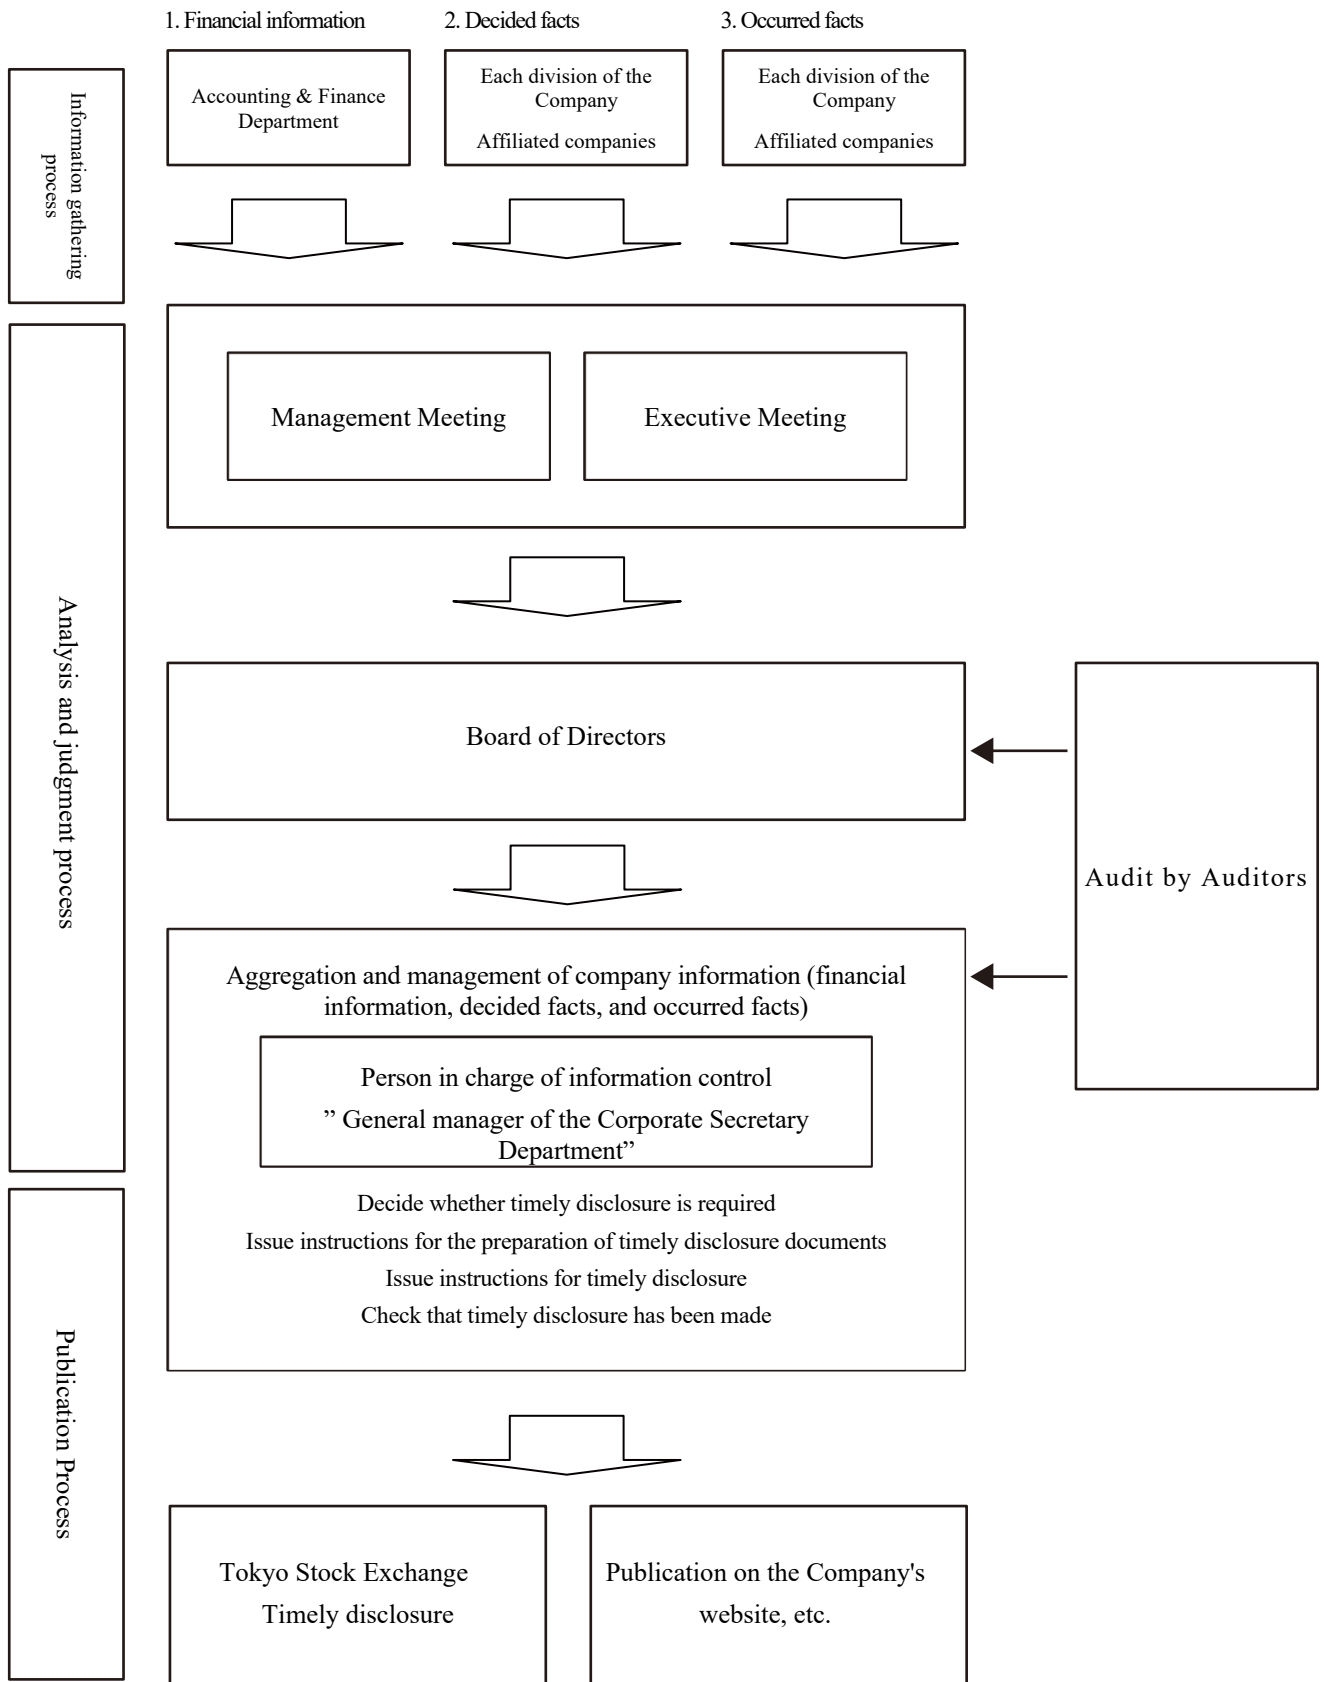 1. Financial information
2. Decided facts
3. Occurred facts
Information gathering
process
Accounting & Finance
Department
Each division of the
Company
Affiliated companies
Each division of the
Company
Affiliated companies
Analysis and judgment process
Management Meeting
Executive Meeting
Board of Directors
Audit by Auditors
Aggregation and management of company information (financial
information, decided facts, and occurred facts)
Person in charge of information control
” General manager of the Corporate Secretary
Department”
Decide whether timely disclosure is required
Issue instructions for the preparation of timely disclosure documents
Issue instructions for timely disclosure
Check that timely disclosure has been made
Publication Process
Tokyo Stock Exchange
Timely disclosure
Publication on the Company's
website, etc.